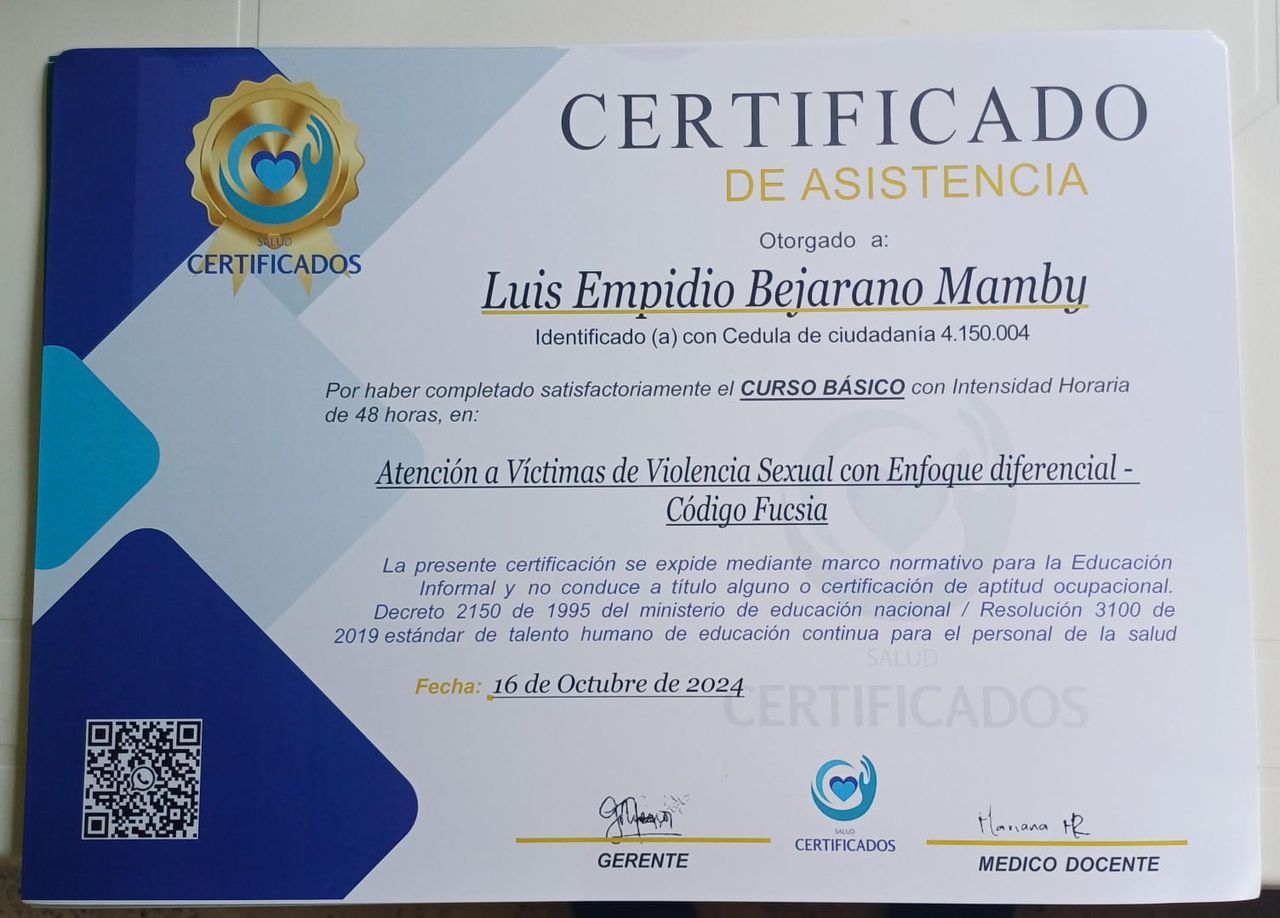 CERTIFICADO
DE ASISTENCIA
SALUD
CERTIFICADOS
Otorgado a:
Luis Empidio Bejarano Mamby
Identificado (a) con Cedula de ciudadanía 4.150.004
Por haber completado satisfactoriamente el CURSO BÁSICO con Intensidad Horaria
de 48 horas, en:
Atención a Víctimas de Violencia Sexual con Enfoque diferencial -
Código Fucsia
La presente certificación se expide mediante marco normativo para la Educación
Informal y no conduce a título alguno o certificación de aptitud ocupacional.
Decreto 2150 de 1995 del ministerio de educación nacional / Resolución 3100 de
2019 estándar de talento humano de educación continua para el personal de la salud
SALUD
CERTIFICADOS
Fecha: 16 de Octubre de 2024
Mariana MR
SALUD
CERTIFICADOS
GERENTE
MEDICO DOCENTE